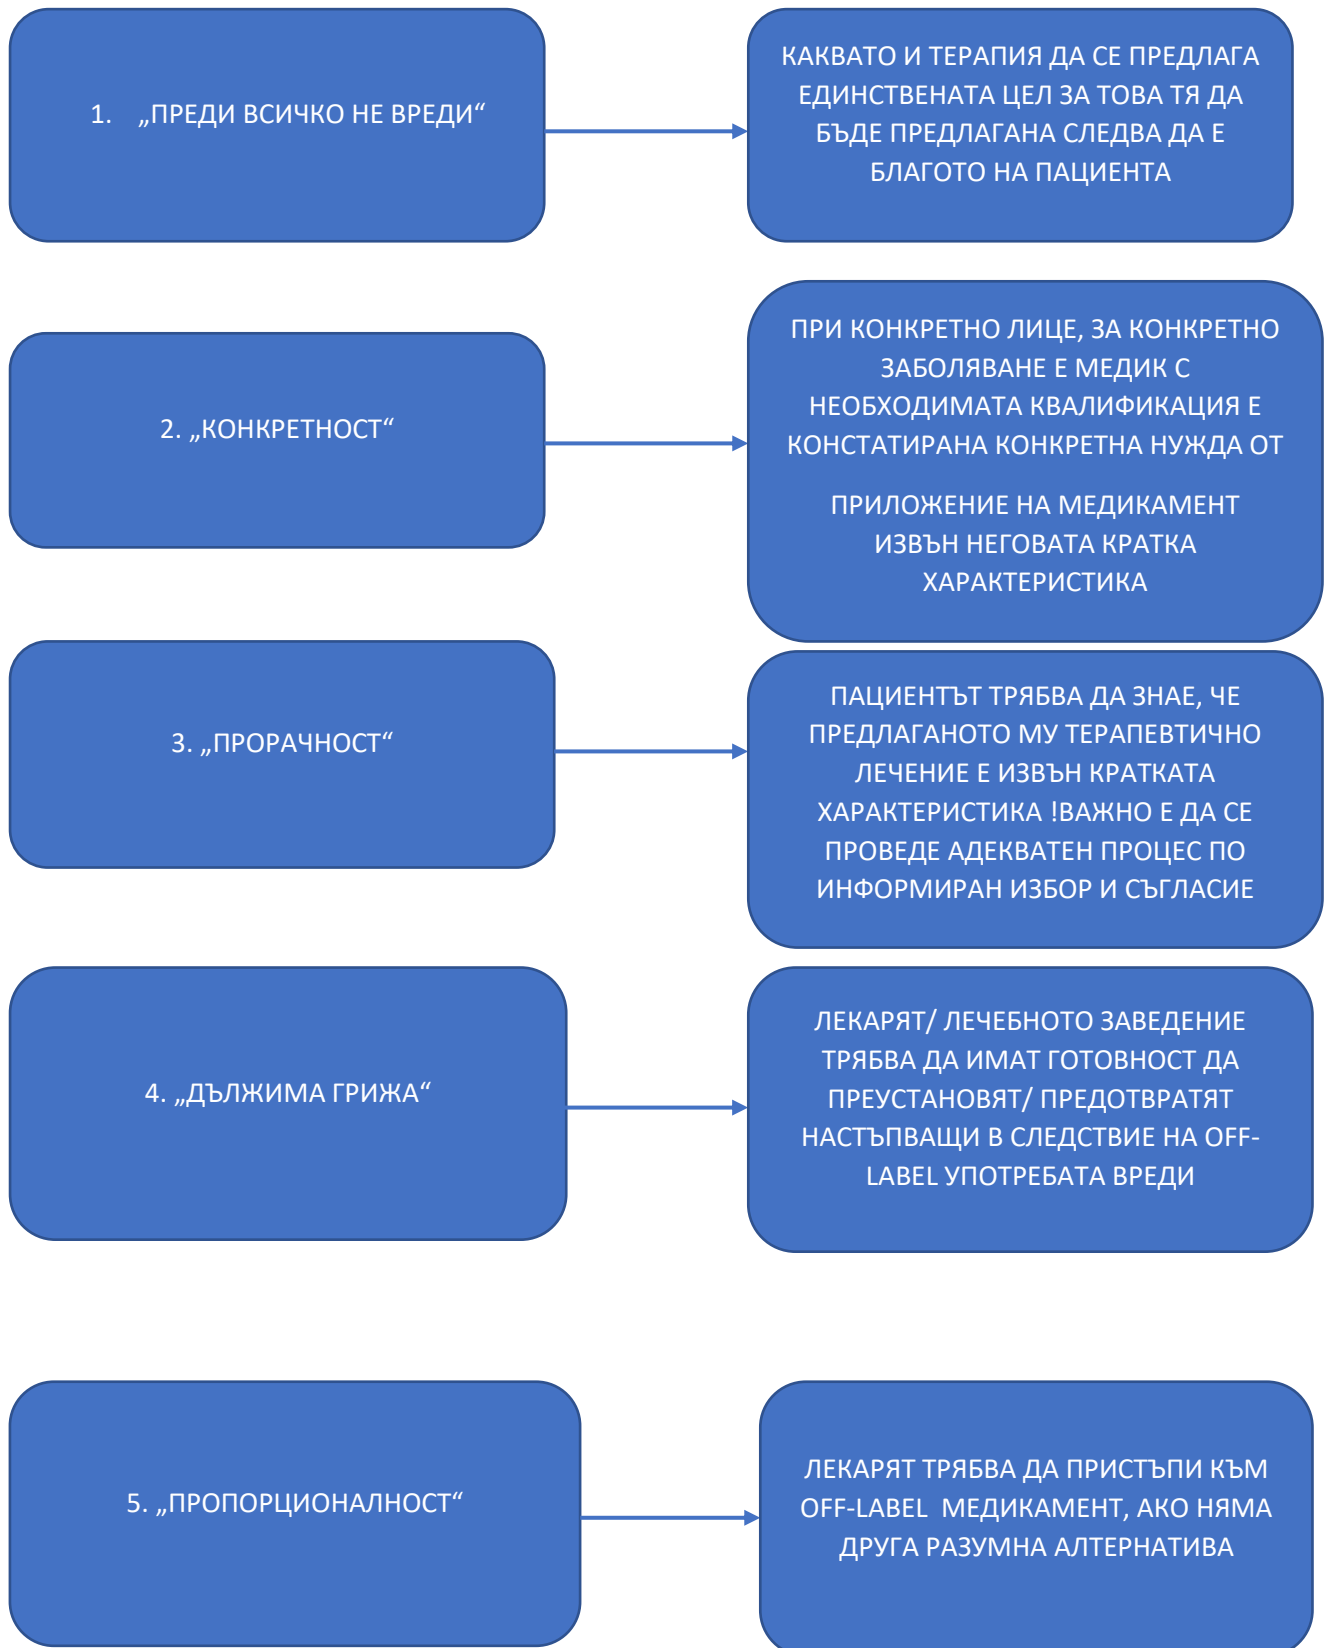 1. „ПРЕДИ ВСИЧКО НЕ ВРЕДИ“
КАКВАТО И ТЕРАПИЯ ДА СЕ ПРЕДЛАГА
ЕДИНСТВЕНАТА ЦЕЛ ЗА ТОВА ТЯ ДА
БЪДЕ ПРЕДЛАГАНА СЛЕДВА ДА Е
БЛАГОТО НА ПАЦИЕНТА
2. „КОНКРЕТНОСТ“
ПРИ КОНКРЕТНО ЛИЦЕ, ЗА КОНКРЕТНО
ЗАБОЛЯВАНЕ Е МЕДИК С
НЕОБХОДИМАТА КВАЛИФИКАЦИЯ Е
КОНСТАТИРАНА КОНКРЕТНА НУЖДА ОТ
ПРИЛОЖЕНИЕ НА МЕДИКАМЕНТ
ИЗВЪН НЕГОВАТА КРАТКА
ХАРАКТЕРИСТИКА
3. „ПРОРАЧНОСТ“
ПАЦИЕНТЪТ ТРЯБВА ДА ЗНАЕ, ЧЕ
ПРЕДЛАГАНОТО МУ ТЕРАПЕВТИЧНО
ЛЕЧЕНИЕ Е ИЗВЪН КРАТКАТА
ХАРАКТЕРИСТИКА !ВАЖНО Е ДА СЕ
ПРОВЕДЕ АДЕКВАТЕН ПРОЦЕС ПО
ИНФОРМИРАН ИЗБОР И СЪГЛАСИЕ
4. „ДЪЛЖИМА ГРИЖА“
ЛЕКАРЯТ/ ЛЕЧЕБНОТО ЗАВЕДЕНИЕ
ТРЯБВА ДА ИМАТ ГОТОВНОСТ ДА
ПРЕУСТАНОВЯТ/ ПРЕДОТВРАТЯТ
НАСТЪПВАЩИ В СЛЕДСТВИЕ НА OFF-
LABEL УПОТРЕБАТА ВРЕДИ
5. „ПРОПОРЦИОНАЛНОСТ“
ЛЕКАРЯТ ТРЯБВА ДА ПРИСТЪПИ КЪМ
OFF-LABEL МЕДИКАМЕНТ, АКО НЯМА
ДРУГА РАЗУМНА АЛТЕРНАТИВА